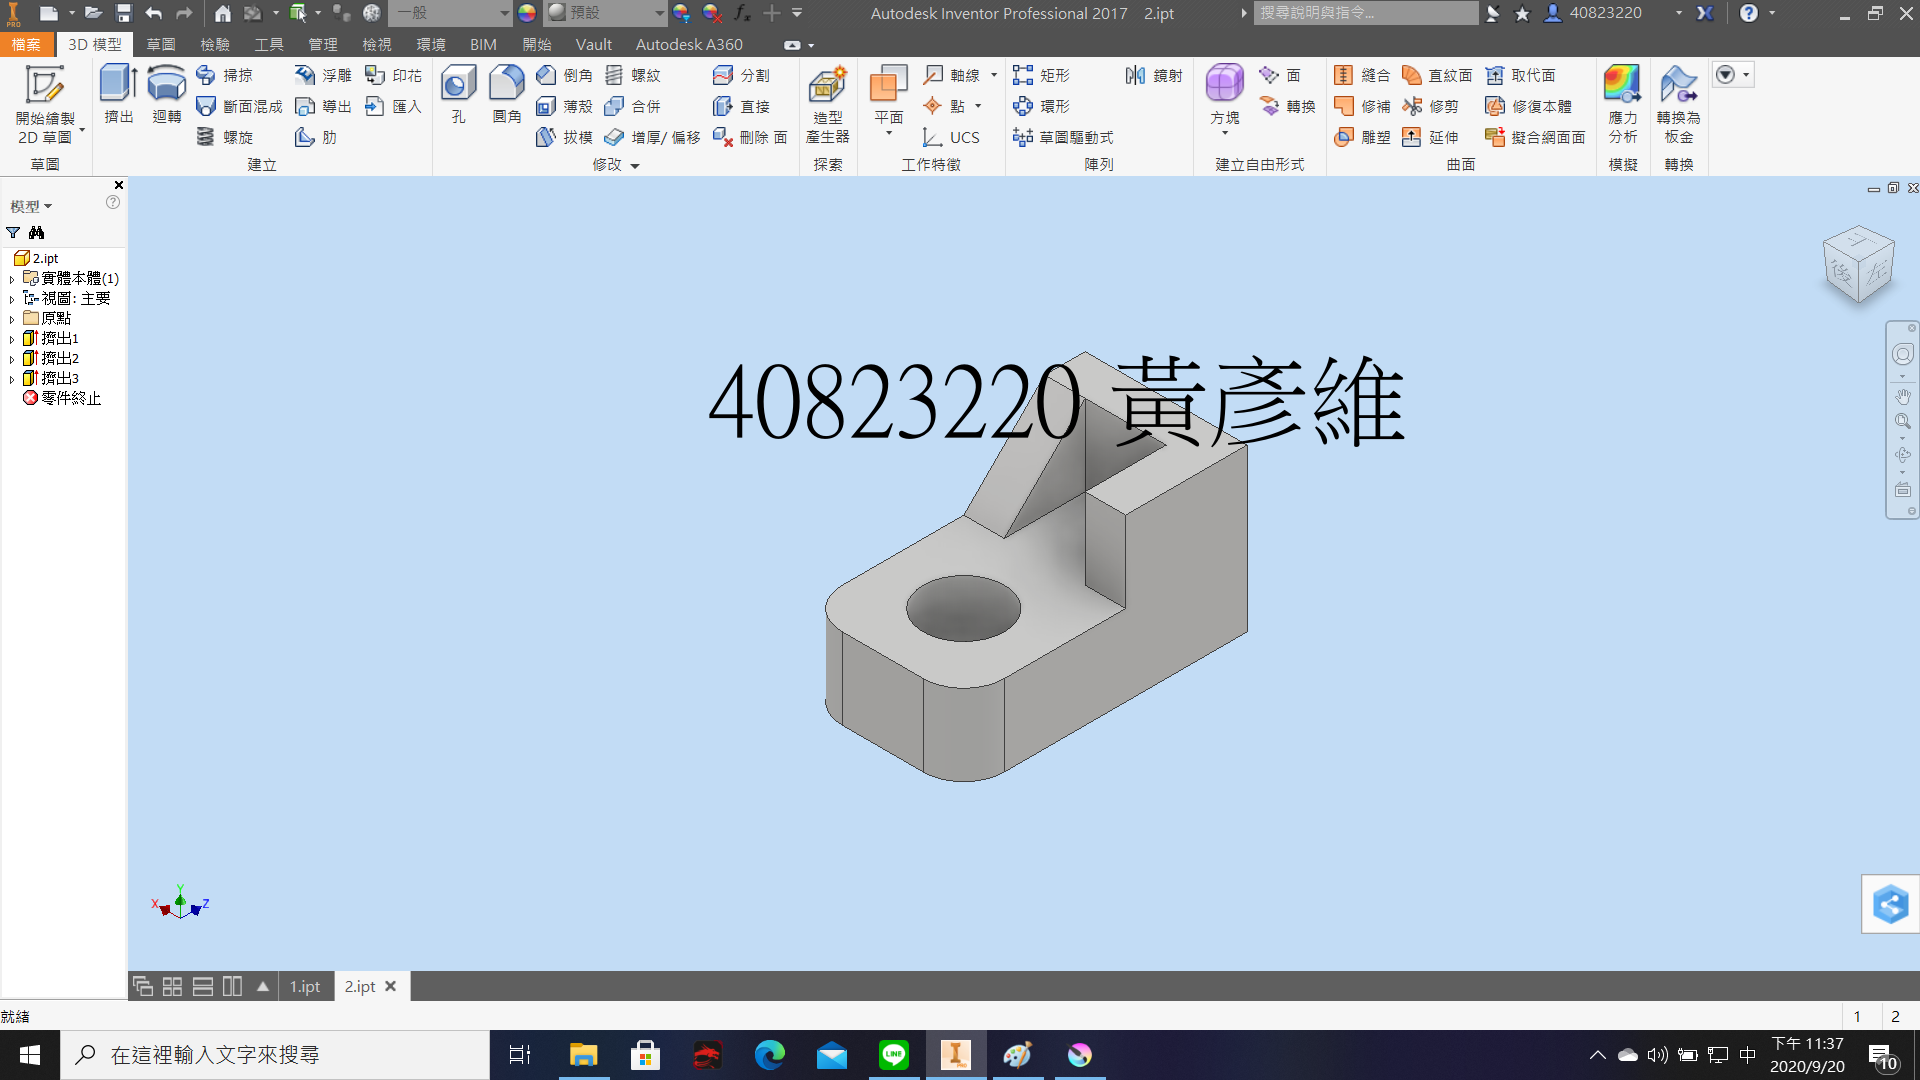 一般
預設
Autodesk Inventor Professional 2017 2.ipt
搜尋說明與指令...
40823220
PRO
檔案 3D 模型 草圖 檢驗 工具 管理 檢視 環境 BIM 開始 Vault Autodesk A360
開始繪製
2D 草圖
草圖
擠出 迴轉
掃掠 浮雕 印花
斷面混成 導出 匯入
螺旋 肋
建立
孔 圓角
倒角 螺紋 分割
薄殼 合併 直接
拔模 增厚/ 偏移 刪除 面
修改
造型
產生器
探索
平面
軸線
點
UCS
工作特徵
矩形 鏡射
環形
草圖驅動式
陣列
方塊
面
轉換
建立自由形式
縫合 直紋面 取代面
修補 修剪 修復本體
雕塑 延伸 擬合網面面
曲面
應力
分析
模擬
轉換為
板金
轉換
模型
2.ipt
實體本體(1)
視圖: 主要
原點
擠出1
擠出2
擠出3
零件終止
上
後 左
40823220 黃彥維
X Y Z
1.ipt 2.ipt
就緒
1 2
在這裡輸入文字來搜尋
LINE
PRO
中
下午 11:37
2020/9/20
10